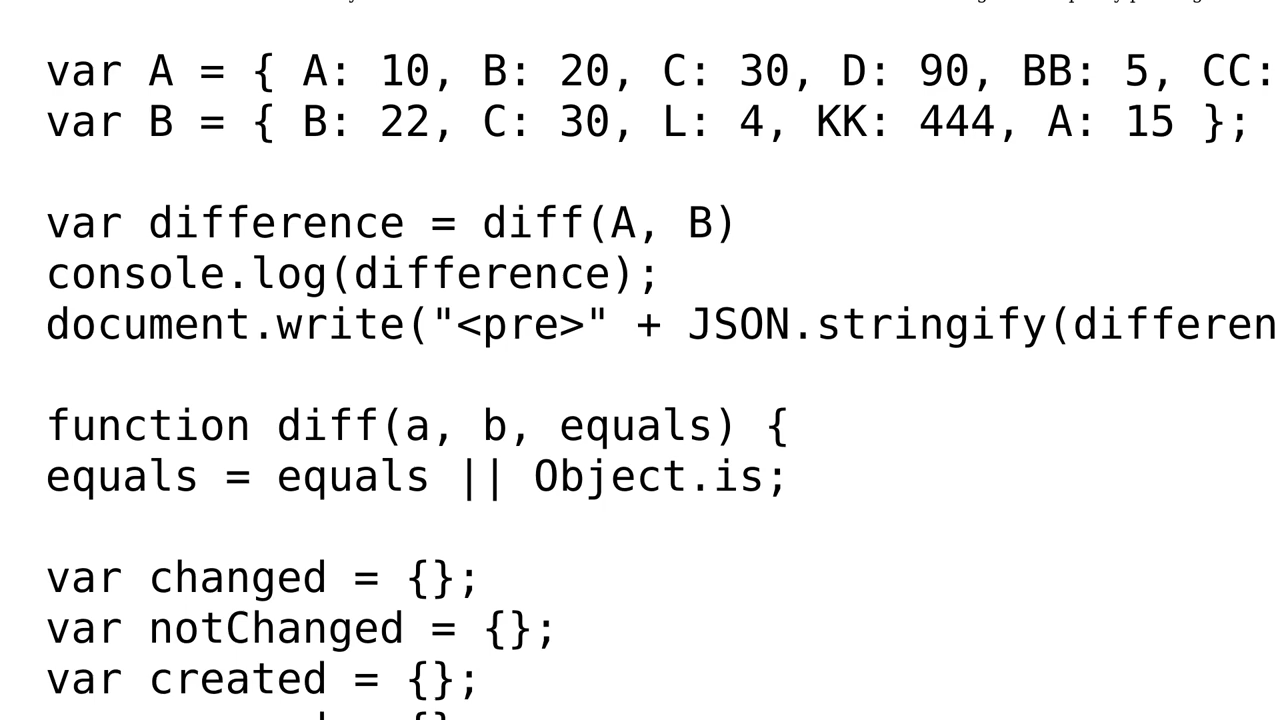 var A = { A: 10, B: 20, C: 30, D: 90, BB: 5, CC:
var B = { B: 22, C: 30, L: 4, KK: 444, A: 15 };
var difference = diff(A, B)
console.log(difference);
document.write("<pre>" + JSON.stringify(differen
function diff(a, b, equals) {
equals = equals || Object.is;
var changed = {};
var notChanged = {};
var created = {};